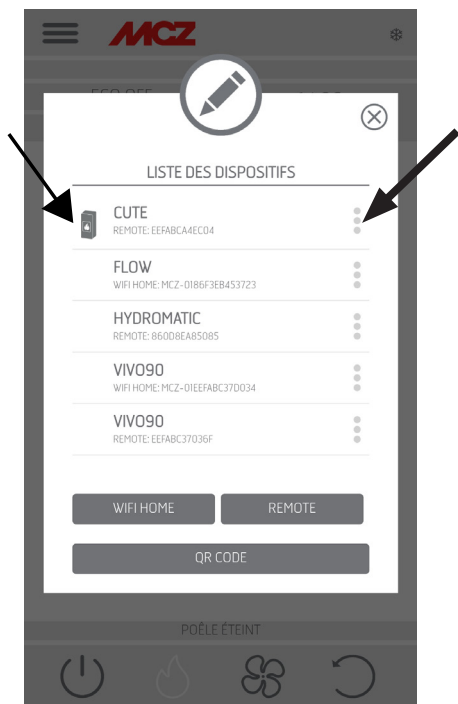 MCZ
LISTE DES DISPOSITIFS
CUTE
REMOTE: EEFABCA4EC04
FLOW
WIFI HOME: MCZ-0186F3EB453723
HYDROMATIC
REMOTE: 860D8EA85085
VIVO90
WIFI HOME: MCZ-01EEFABC37D034
VIVO90
REMOTE: EEFABC37036F
WIFI HOME REMOTE
QR CODE
POÊLE ÉTEINT